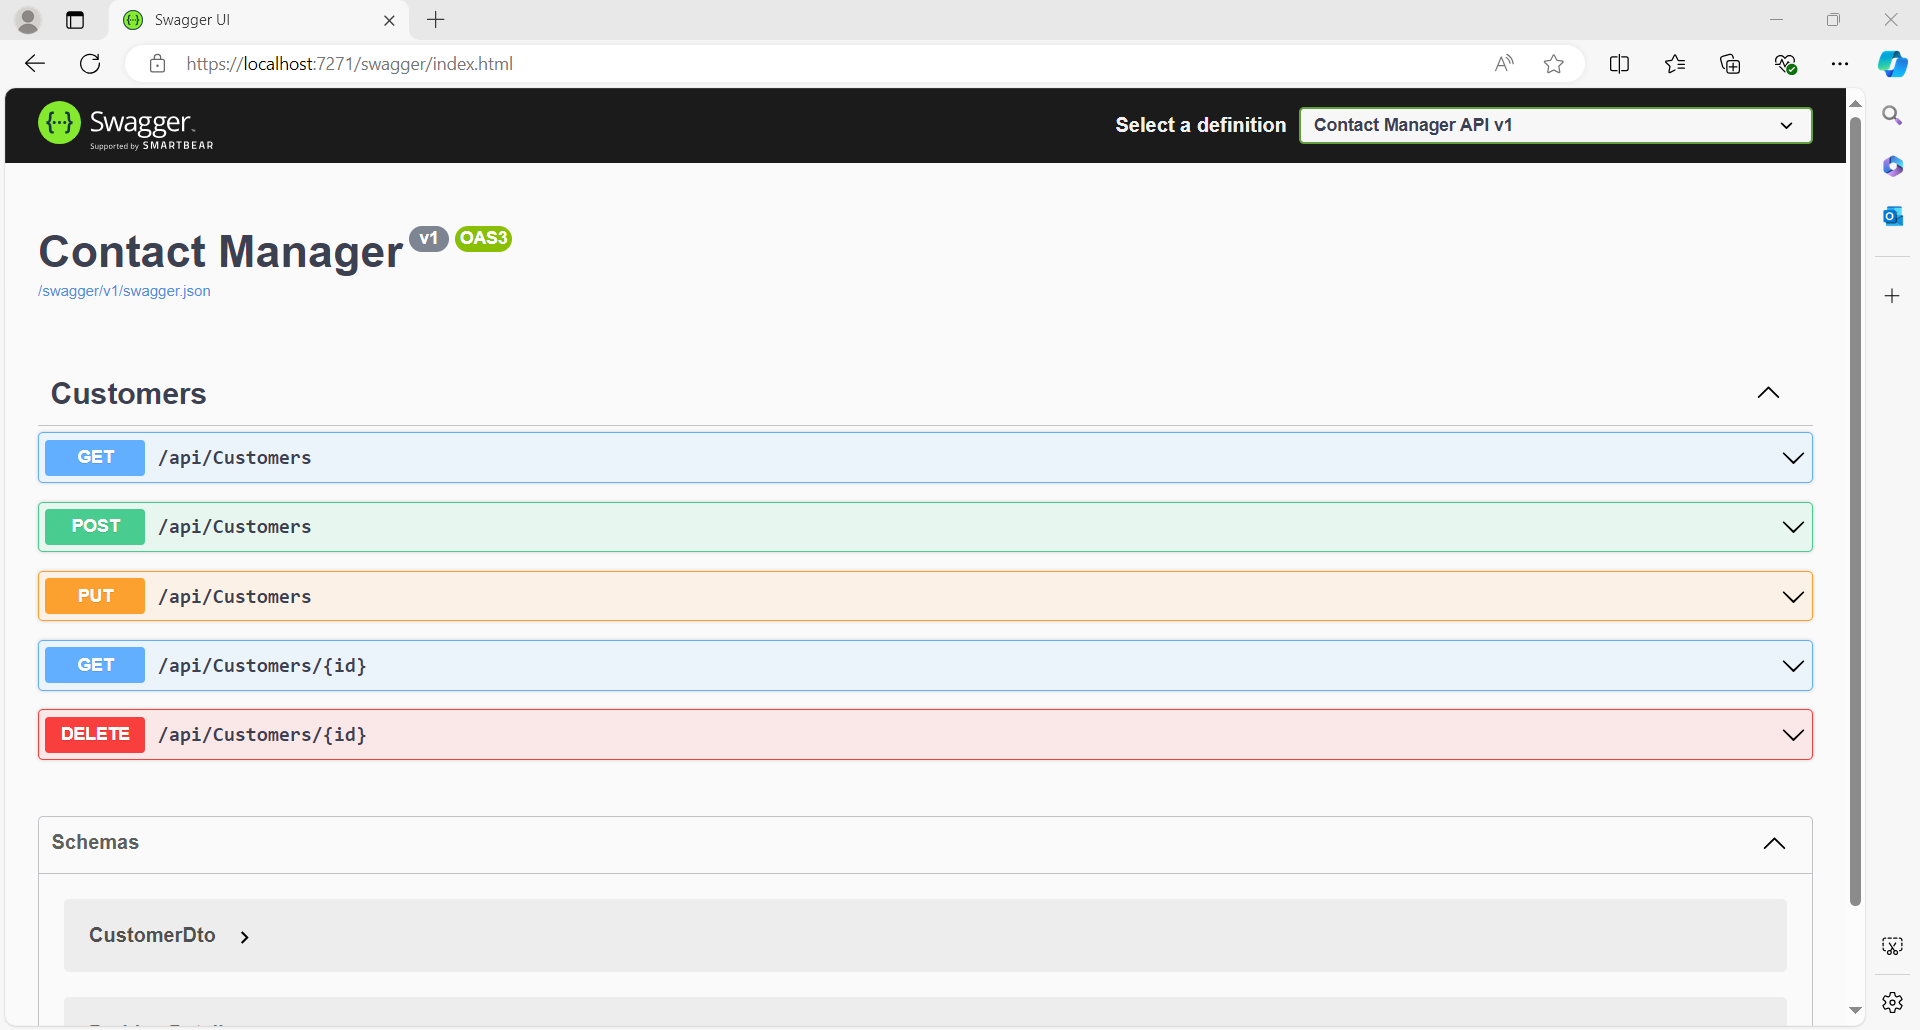 Swagger UI
https://localhost:7271/swagger/index.html
Swagger
Supported by SMARTBEAR
Select a definition
Contact Manager API v1
Contact Manager v1 OAS3
/swagger/v1/swagger.json
Customers
GET /api/Customers
POST /api/Customers
PUT /api/Customers
GET /api/Customers/{id}
DELETE /api/Customers/{id}
Schemas
CustomerDto